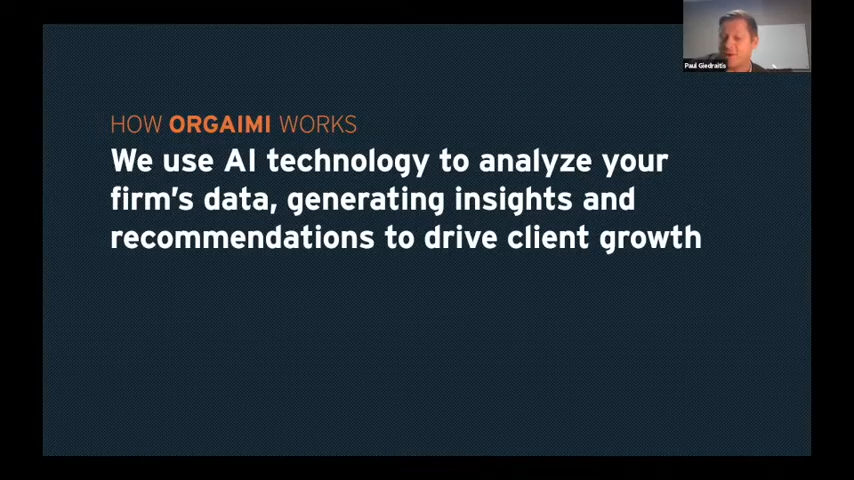 Paul Giedraitis
HOW ORGAIMI WORKS
We use AI technology to analyze your
firm's data, generating insights and
recommendations to drive client growth